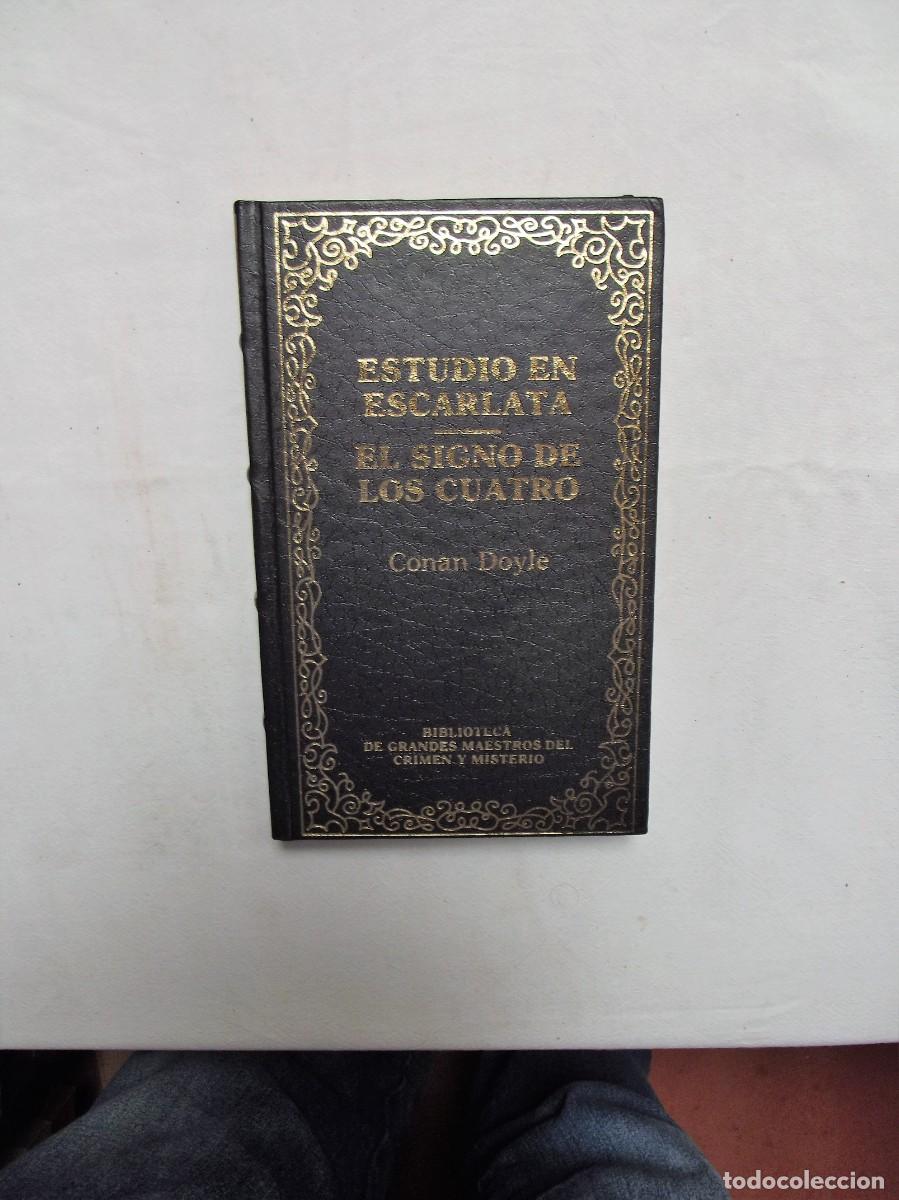 ESTUDIO EN
ESCARLATA
EL SIGNO DE
LOS CUATRO
Conan Doyle
BIBLIOTECA
DE GRANDES MAESTROS DEL
CRIMEN Y MISTERIO
todocoleccion